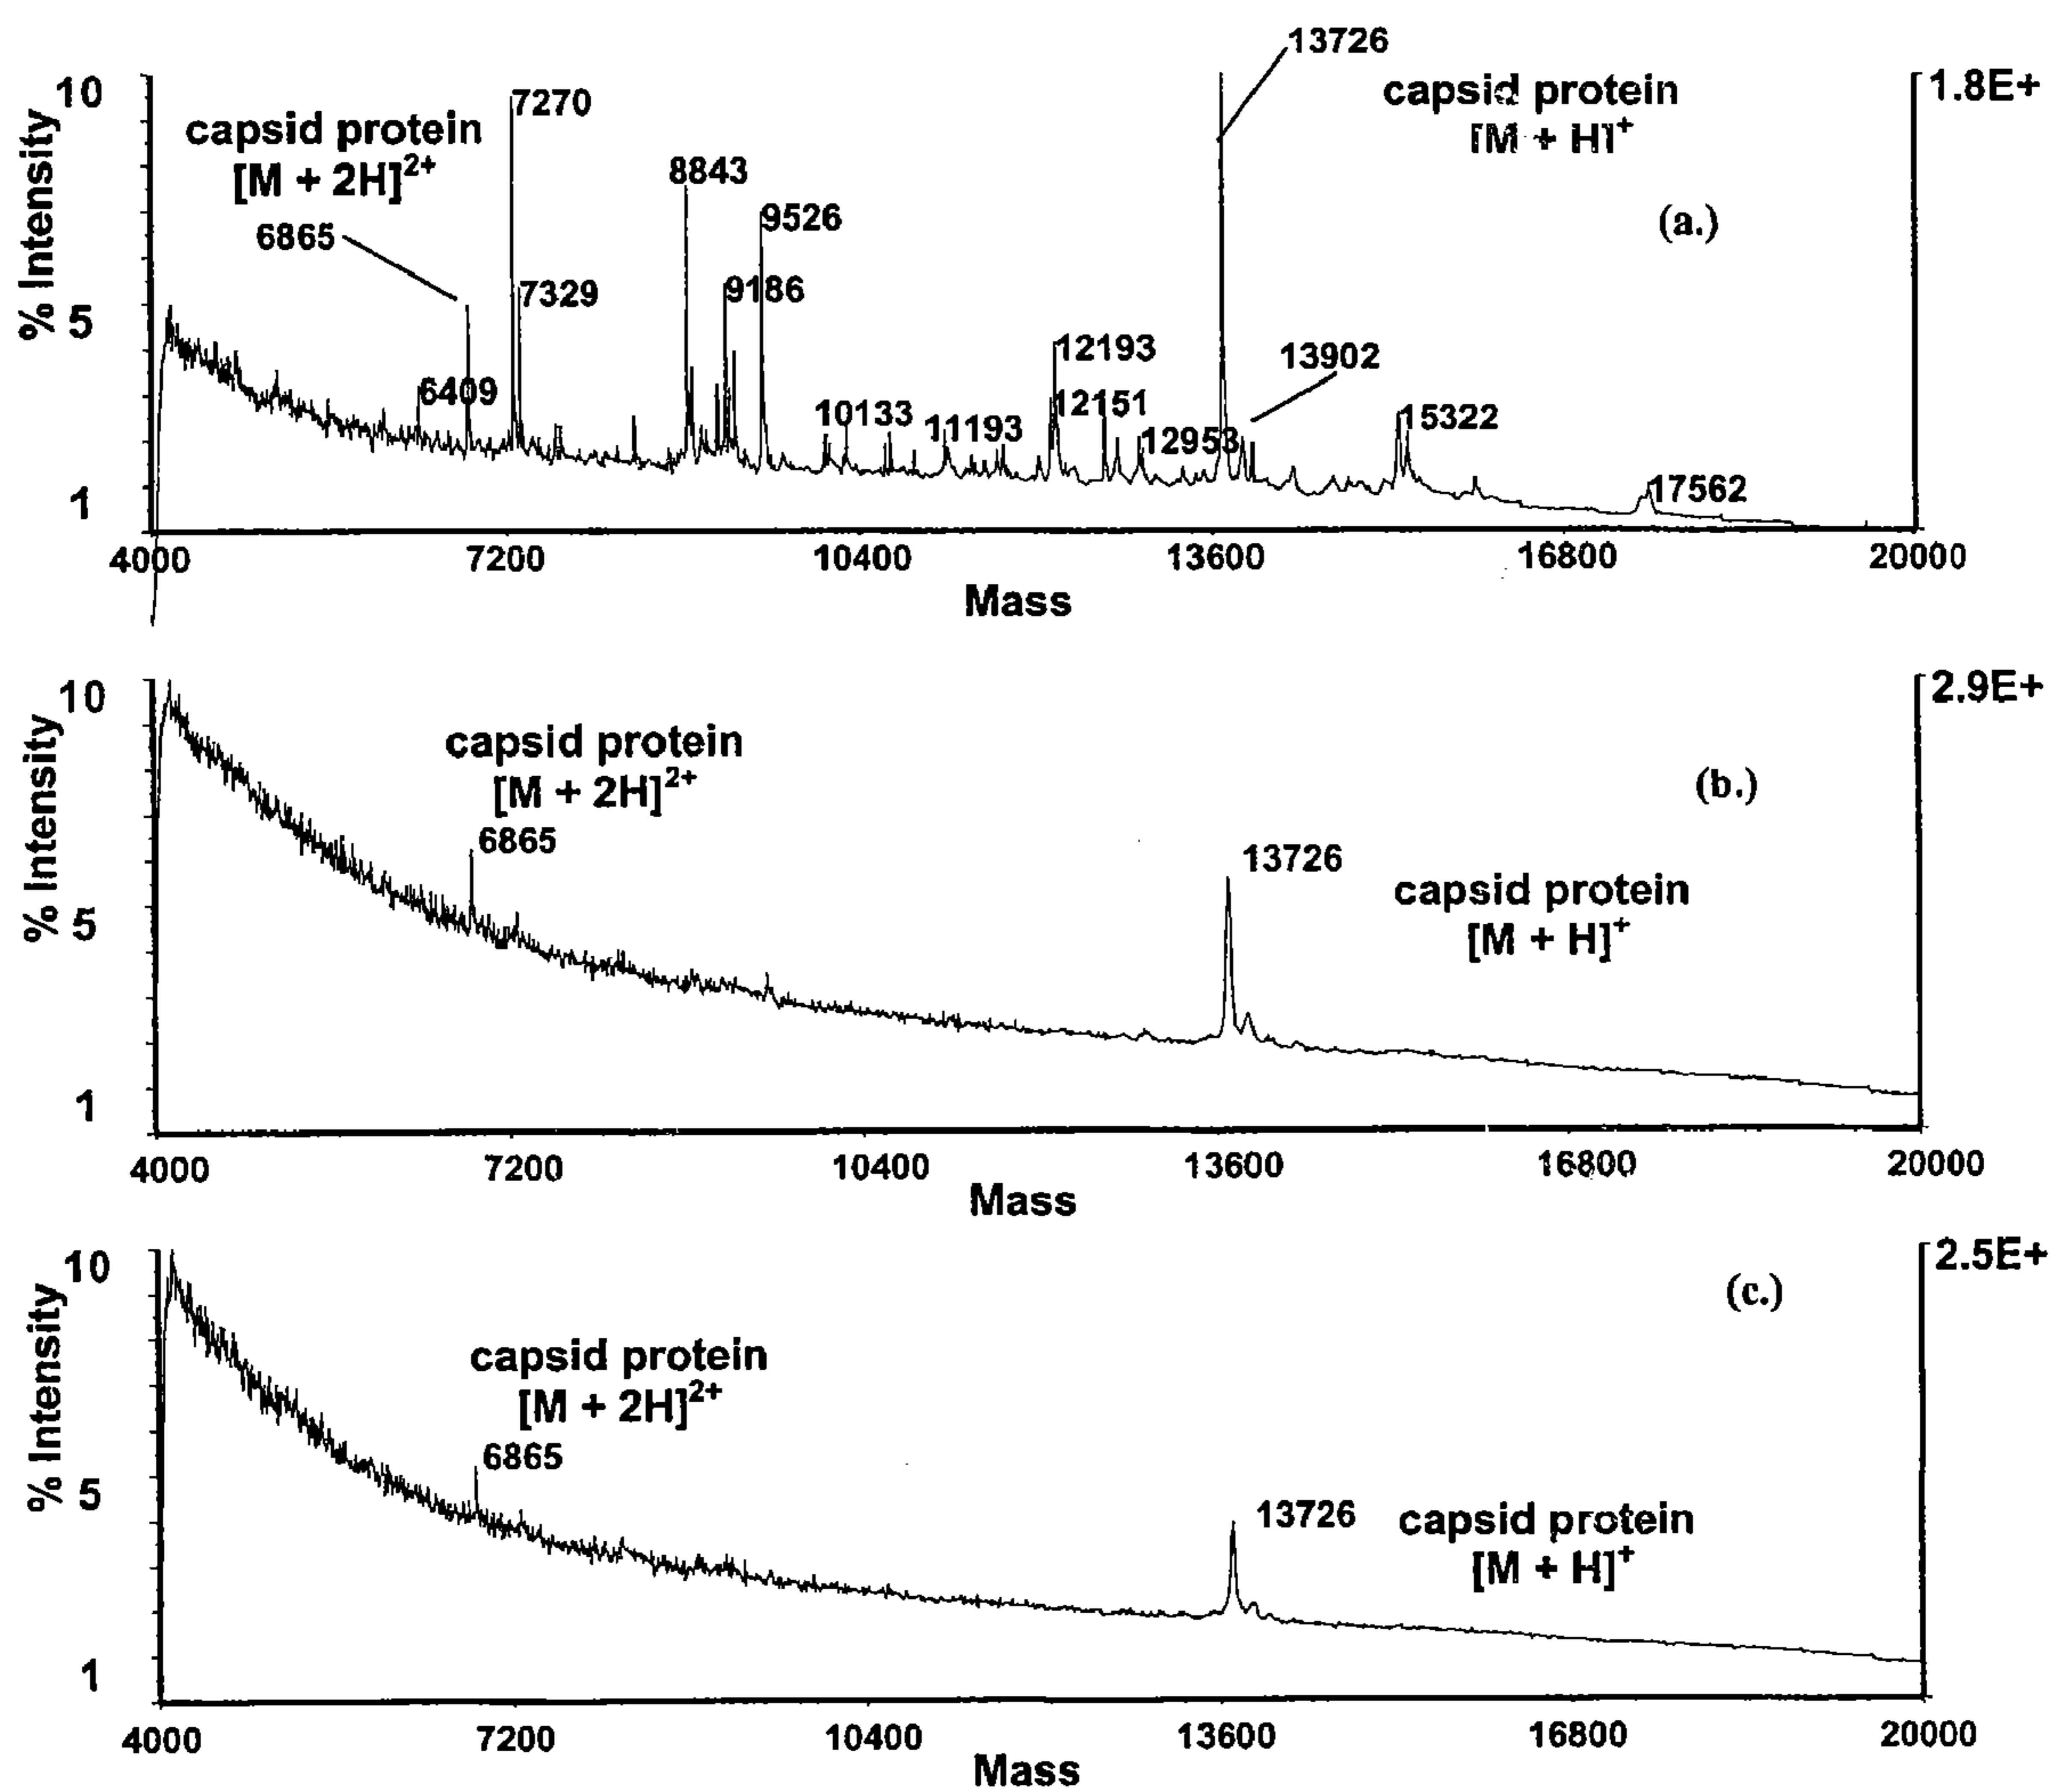 13726
10
capsid protein
[M + H]+
1.8E+
7270
capsid protein
[M + 2H]2+
8843
(a.)
% Intensity
6865
9526
7329
9186
5
12193
13902
6409
12151
10133
11193
12953
15322
1
17562
4000 7200 10400 13600 16800 20000
Mass
10
2.9E+
capsid protein
[M + 2H]2+
(b.)
% Intensity
6865
13726
capsid protein
[M + H]+
5
1
4000 7200 10400 13600 16800 20000
Mass
10
2.5E+
(c.)
capsid protein
[M + 2H]2+
% Intensity
6865
5
13726
capsid protein
[M + H]+
1
4000 7200 10400 13600 16800 20000
Mass